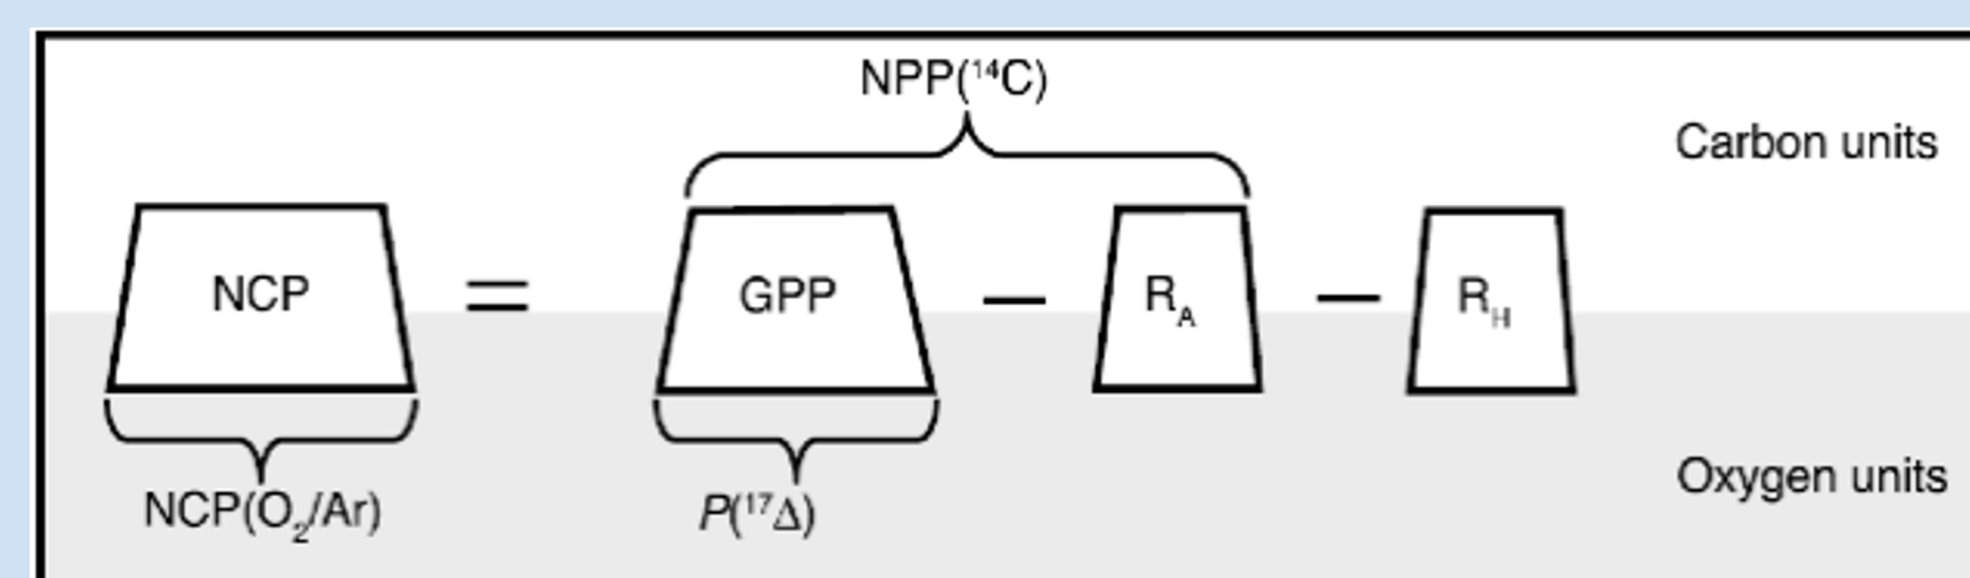 NPP(¹⁴C)
Carbon units
NCP = GPP – R_A – R_H
Oxygen units
NCP(O₂/Ar)
P(¹⁷Δ)